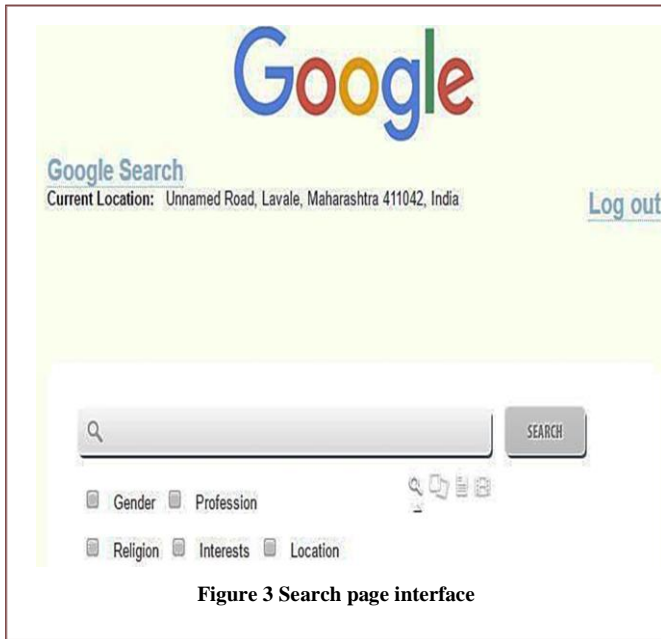 Google
Google Search
Current Location: Unnamed Road, Lavale, Maharashtra 411042, India
Log out
SEARCH
Gender Profession
Religion Interests Location
Figure 3 Search page interface